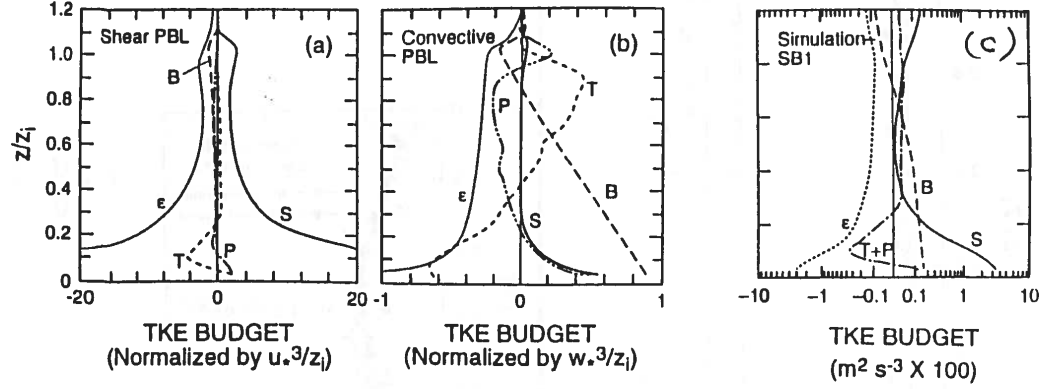 1.2
1.0
0.8
0.6
0.4
0.2
0
z/zi
Shear PBL
(a)
B
ε
S
T
P
-20
0
20
TKE BUDGET
(Normalized by u*³/zi)
Convective
PBL
(b)
P
T
ε
B
S
-1
0
1
TKE BUDGET
(Normalized by w*³/zi)
Simulation
SB1
(c)
B
ε
S
T+P
-10
-1
-0.1
0.1
1
10
TKE BUDGET
(m² s⁻³ X 100)